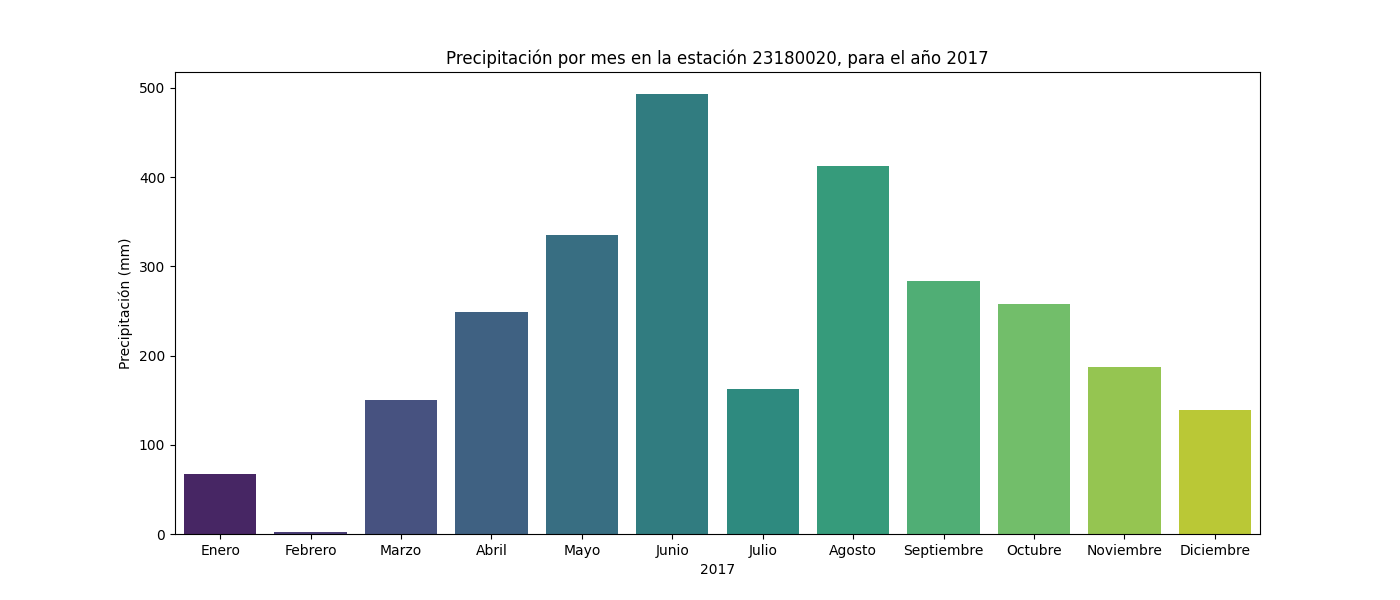 Precipitación por mes en la estación 23180020, para el año 2017
Precipitación (mm)
500
400
300
200
100
0
Enero Febrero Marzo Abril Mayo Junio Julio Agosto Septiembre Octubre Noviembre Diciembre
2017